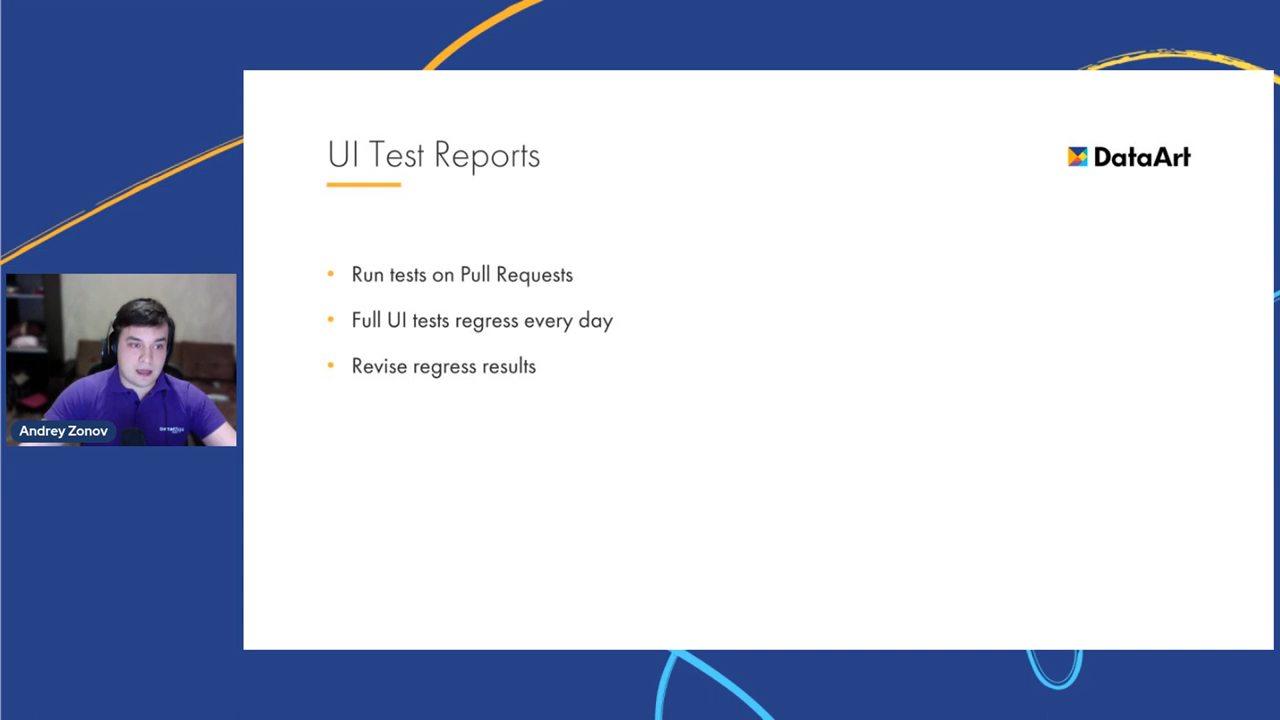 UI Test Reports
DataArt
Run tests on Pull Requests
Full UI tests regress every day
Revise regress results
Andrey Zonov